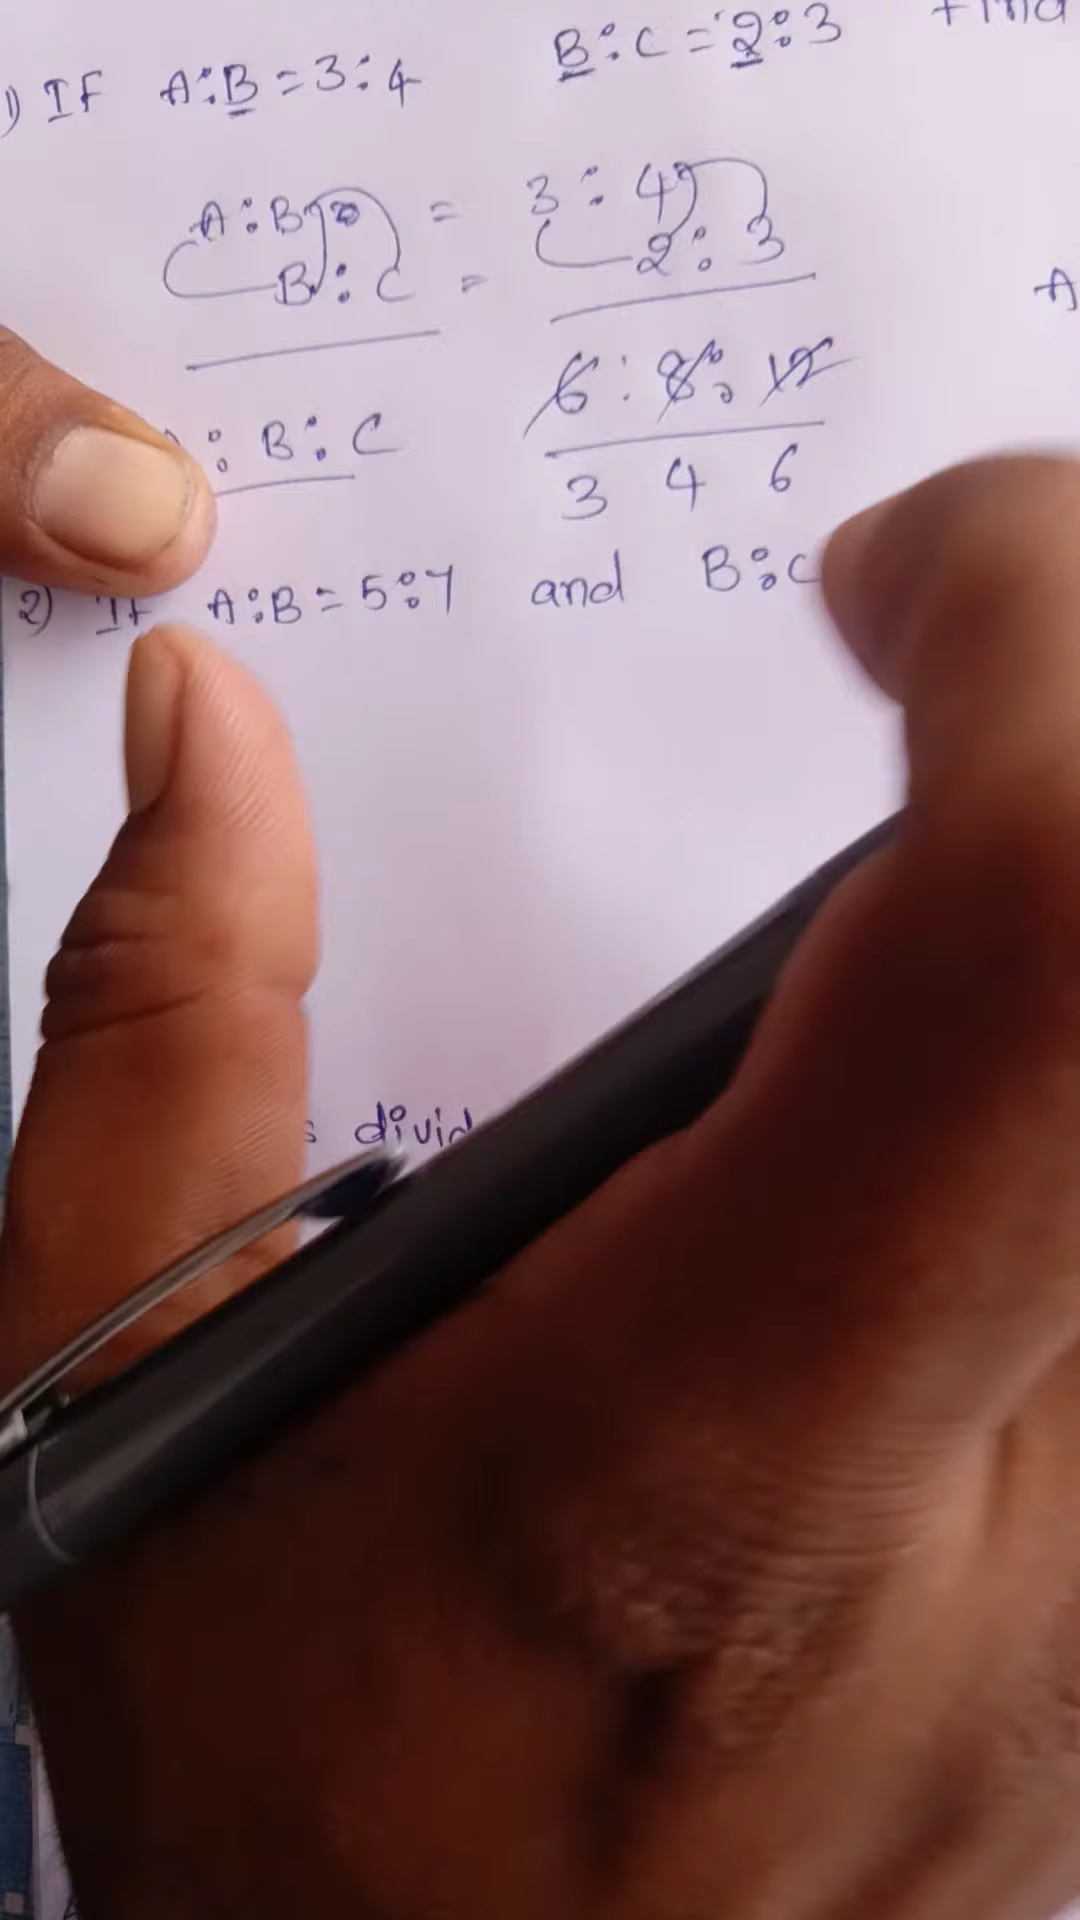 1) IF A:B = 3:4 B:C = 2:3 Find
A:B = 3:4
B:C = 2:3
A
6:8:12
: B:C
3 4 6
2) If A:B = 5:7 and B:C
s divid